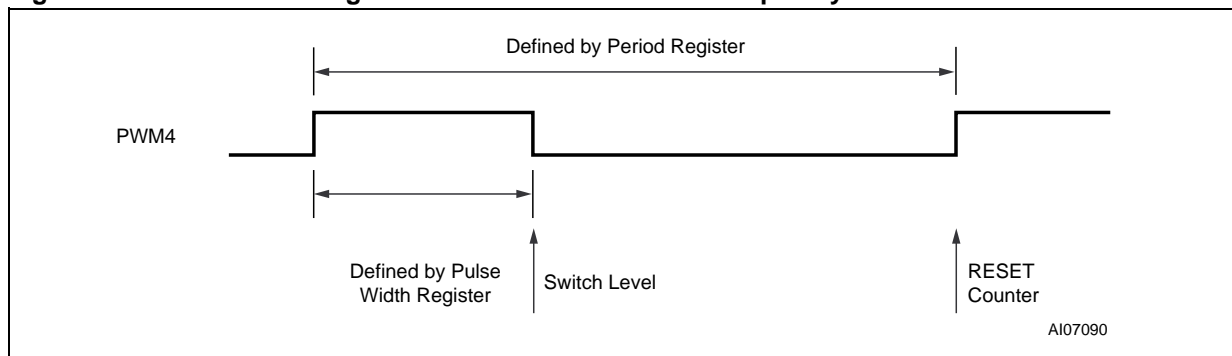 Defined by Period Register
PWM4
Defined by Pulse
Width Register
Switch Level
RESET
Counter
AI07090